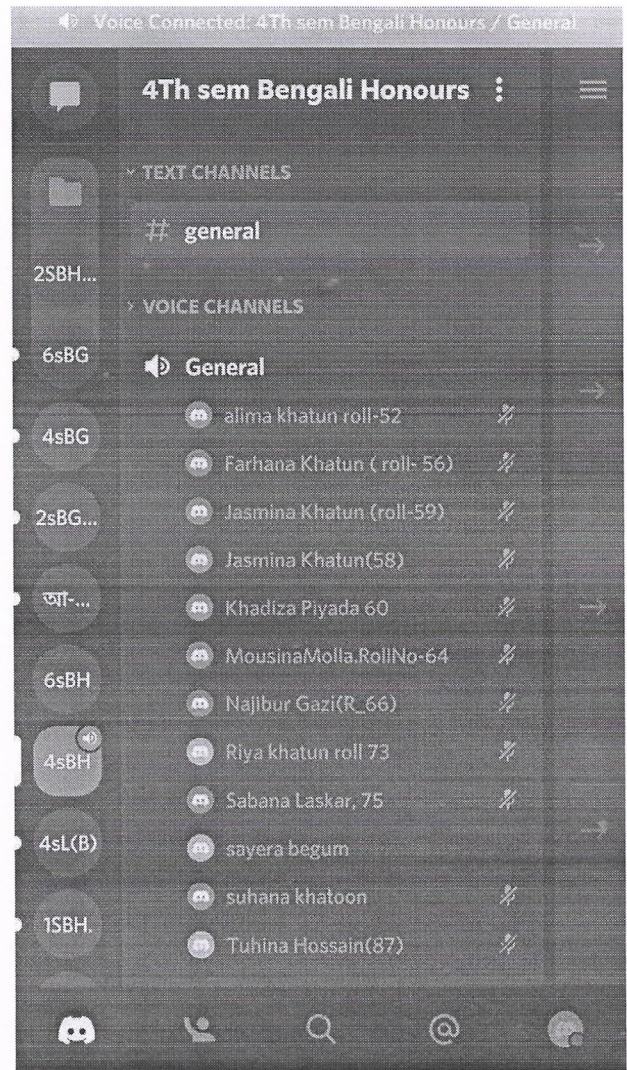 Voice Connected: 4Th sem Bengali Honours / General
4Th sem Bengali Honours
TEXT CHANNELS
# general
2SBH...
VOICE CHANNELS
6sBG
General
4sBG
alima khatun roll-52
Farhana Khatun ( roll- 56)
2sBG...
Jasmina Khatun (roll-59)
Jasmina Khatun(58)
আ-...
Khadiza Piyada 60
MousinaMolla.RollNo-64
6sBH
Najibur Gazi(R_66)
4sBH
Riya khatun roll 73
Sabana Laskar, 75
4sL(B)
sayera begum
suhana khatoon
1SBH.
Tuhina Hossain(87)